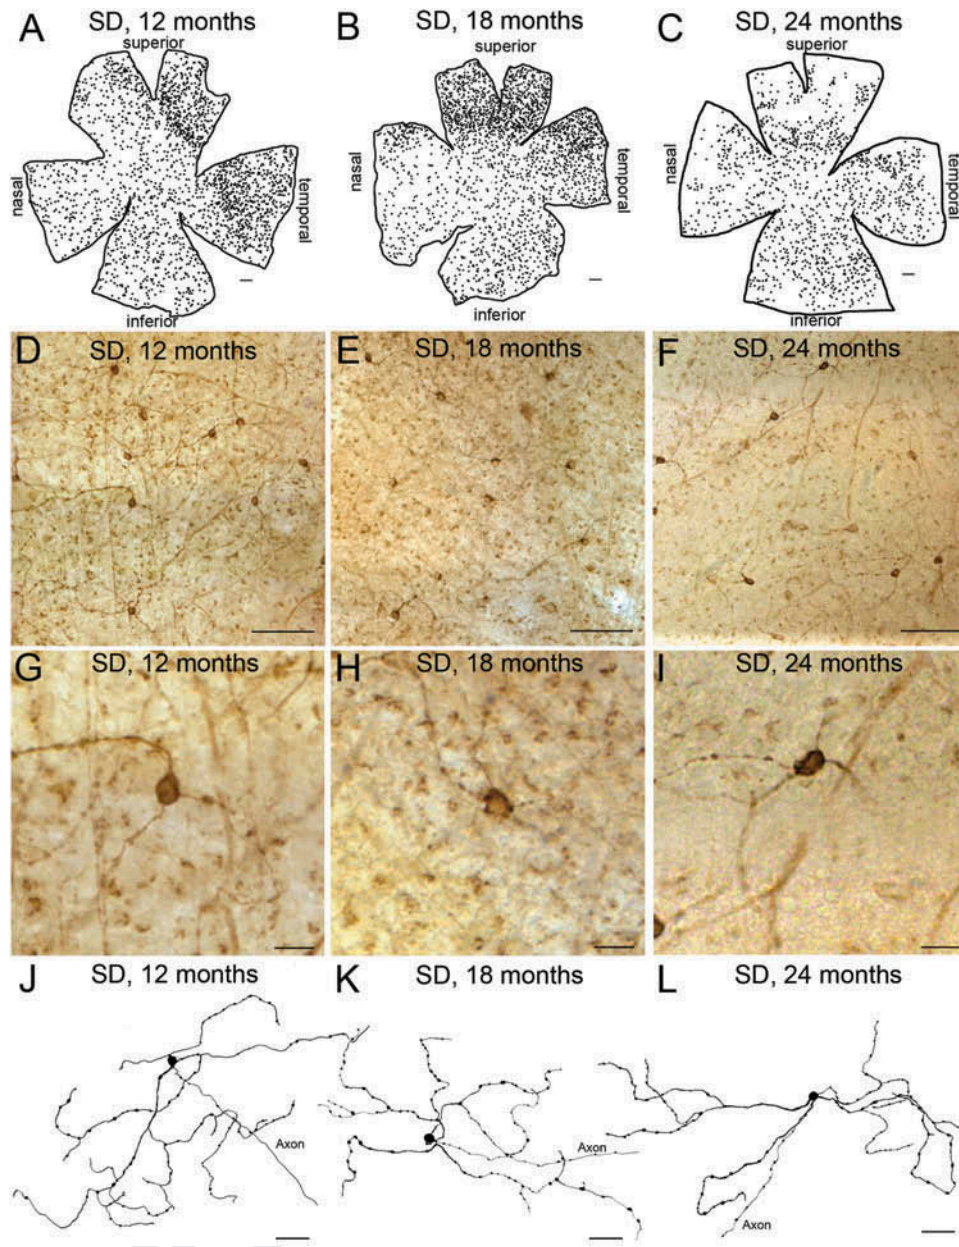 A SD, 12 months
B SD, 18 months
C SD, 24 months
superior
superior
superior
nasal
temporal
nasal
temporal
nasal
temporal
inferior
inferior
inferior
D SD, 12 months
E SD, 18 months
F SD, 24 months
G SD, 12 months
H SD, 18 months
I SD, 24 months
J SD, 12 months
K SD, 18 months
L SD, 24 months
Axon
Axon
Axon